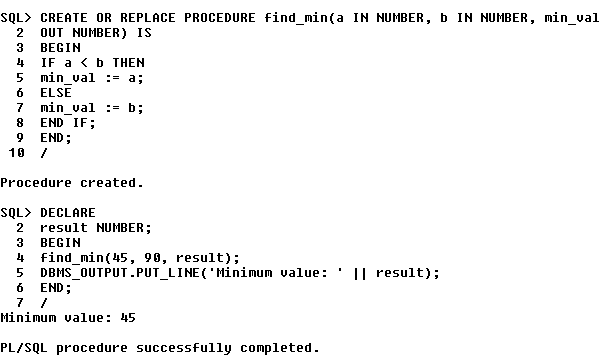 SQL> CREATE OR REPLACE PROCEDURE find_min(a IN NUMBER, b IN NUMBER, min_val
  2  OUT NUMBER) IS
  3  BEGIN
  4  IF a < b THEN
  5  min_val := a;
  6  ELSE
  7  min_val := b;
  8  END IF;
  9  END;
 10  /
Procedure created.
SQL> DECLARE
  2  result NUMBER;
  3  BEGIN
  4  find_min(45, 90, result);
  5  DBMS_OUTPUT.PUT_LINE('Minimum value: ' || result);
  6  END;
  7  /
Minimum value: 45
PL/SQL procedure successfully completed.